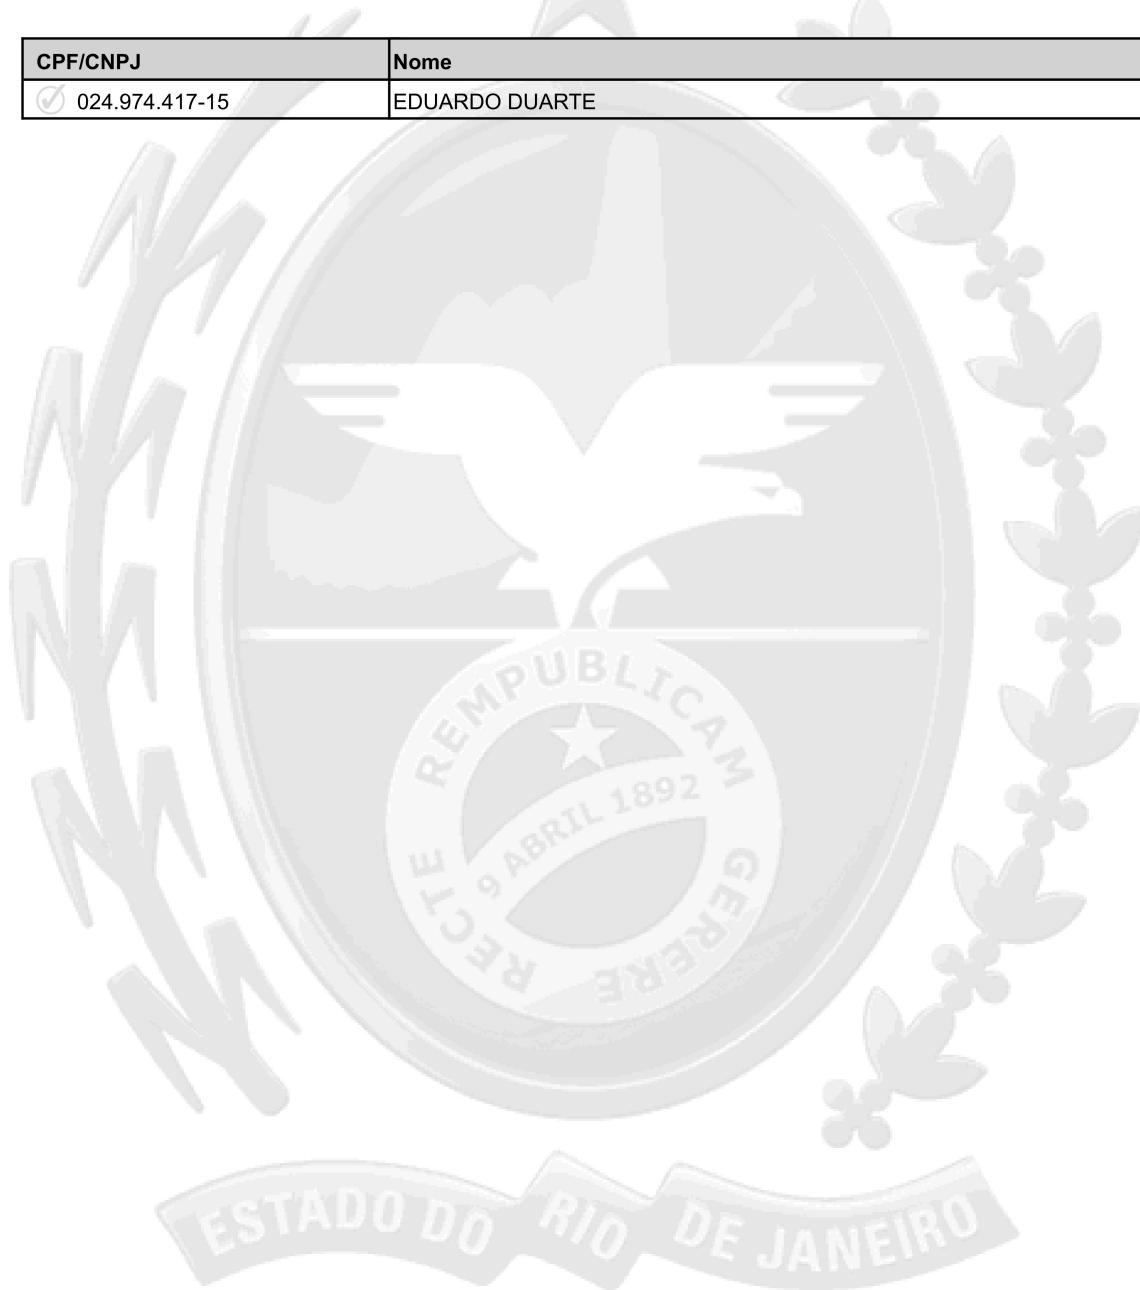 CPF/CNPJ Nome
024.974.417-15 EDUARDO DUARTE
REMPUBLICAM
9 ABRIL 1892
RECTE GERERE
ESTADO DO RIO DE JANEIRO